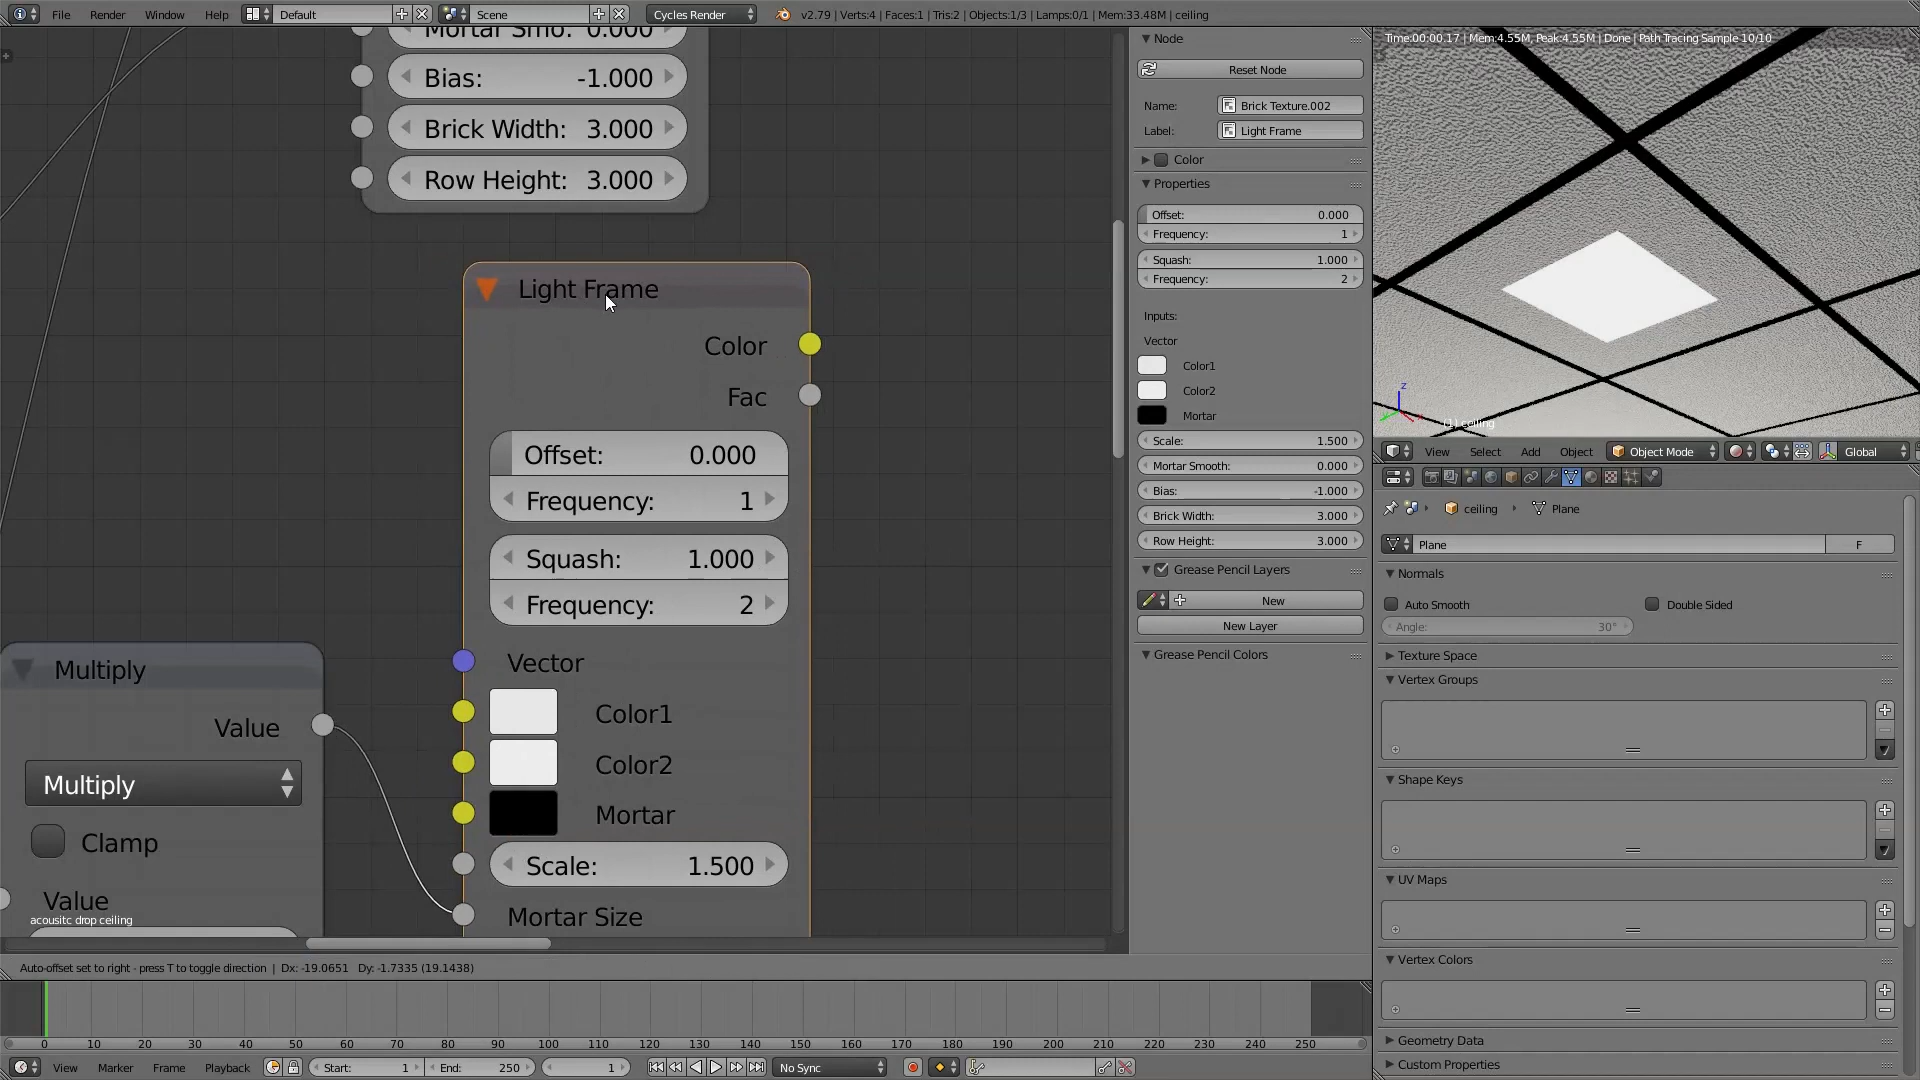 File Render Window Help Default Scene Cycles Render v2.79 | Verts:4 | Faces:1 | Tris:2 | Objects:1/3 | Lamps:0/1 | Mem:33.48M | ceiling
Mortar Smo: 0.000
Bias: -1.000
Brick Width: 3.000
Row Height: 3.000
Light Frame
Color
Fac
Offset: 0.000
Frequency: 1
Squash: 1.000
Frequency: 2
Vector
Color1
Color2
Mortar
Scale: 1.500
Mortar Size
Multiply
Value
Multiply
Clamp
Value
acousitc drop ceiling
Auto-offset set to right - press T to toggle direction | Dx: -19.0651 Dy: -1.7335 (19.1438)
Node
Reset Node
Name: Brick Texture.002
Label: Light Frame
Color
Properties
Offset: 0.000
Frequency: 1
Squash: 1.000
Frequency: 2
Inputs:
Vector
Color1
Color2
Mortar
Scale: 1.500
Mortar Smooth: 0.000
Bias: -1.000
Brick Width: 3.000
Row Height: 3.000
Grease Pencil Layers
New
New Layer
Grease Pencil Colors
Time:00:00.17 | Mem:4.55M, Peak:4.55M | Done | Path Tracing Sample 10/10
z
(1) ceiling
View Select Add Object Object Mode Global
ceiling Plane
Plane F
Normals
Auto Smooth Double Sided
Angle: 30°
Texture Space
Vertex Groups
Shape Keys
UV Maps
Vertex Colors
Geometry Data
Custom Properties
0 10 20 30 40 50 60 70 80 90 100 110 120 130 140 150 160 170 180 190 200 210 220 230 240 250
View Marker Frame Playback Start: 1 End: 250 1 No Sync